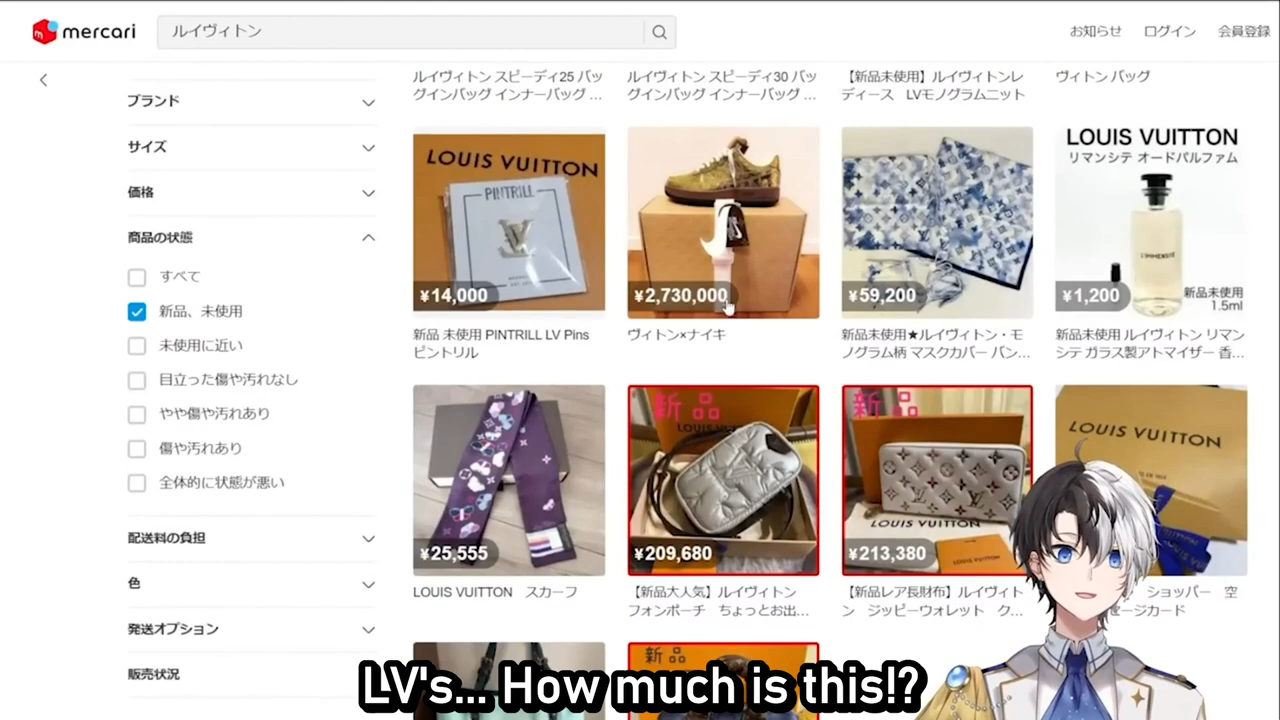 mercari
ルイヴィトン
お知らせ
ログイン
会員登録
ブランド
サイズ
価格
商品の状態
すべて
新品、未使用
未使用に近い
目立った傷や汚れなし
やや傷や汚れあり
傷や汚れあり
全体的に状態が悪い
配送料の負担
色
発送オプション
販売状況
ルイヴィトン スピーディ25 バッ
グインバッグ インナーバッグ ...
ルイヴィトン スピーディ30 バッ
グインバッグ インナーバッグ ...
【新品未使用】ルイヴィトンレ
ディース LVモノグラムニット
ヴィトン バッグ
LOUIS VUITTON
PINTRILL
¥14,000
新品 未使用 PINTRILL LV Pins
ピントリル
¥2,730,000
ヴィトン×ナイキ
¥59,200
新品未使用★ルイヴィトン・モ
ノグラム柄 マスクカバー バン...
LOUIS VUITTON
リマンシテ オードパルファム
L'IMMENSITÉ
新品未使用
1.5ml
¥1,200
新品未使用 ルイヴィトン リマン
シテ ガラス製アトマイザー 香...
¥25,555
LOUIS VUITTON スカーフ
新品
¥209,680
【新品大人気】ルイヴィトン
フォンポーチ ちょっとお出...
新品
LOUIS VUITTON
¥213,380
【新品レア長財布】ルイヴィト
ン ジッピーウォレット ク...
LOUIS VUITTON
ショッパー 空
セージカード
新品
LV's... How much is this!?